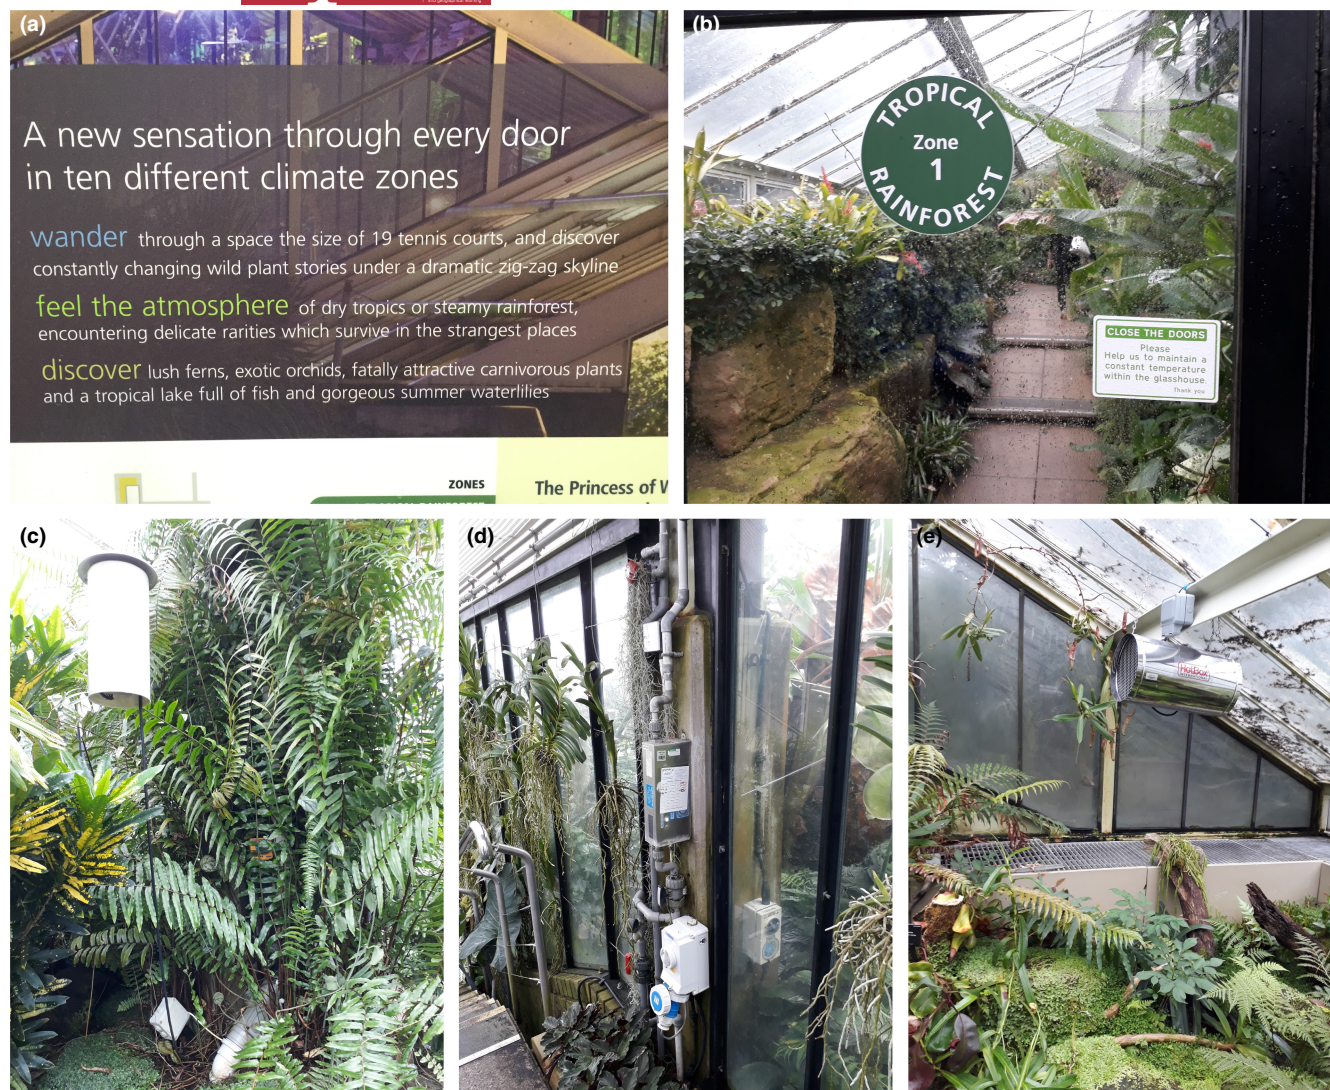 (a)
A new sensation through every door
in ten different climate zones
wander through a space the size of 19 tennis courts, and discover
constantly changing wild plant stories under a dramatic zig-zag skyline
feel the atmosphere of dry tropics or steamy rainforest,
encountering delicate rarities which survive in the strangest places
discover lush ferns, exotic orchids, fatally attractive carnivorous plants
and a tropical lake full of fish and gorgeous summer waterlilies
ZONES
The Princess of W
(b)
TROPICAL
Zone
1
RAINFOREST
CLOSE THE DOORS
Please
Help us to maintain a
constant temperature
within the glasshouse.
Thank you
(c)
(d)
(e)
HotBox